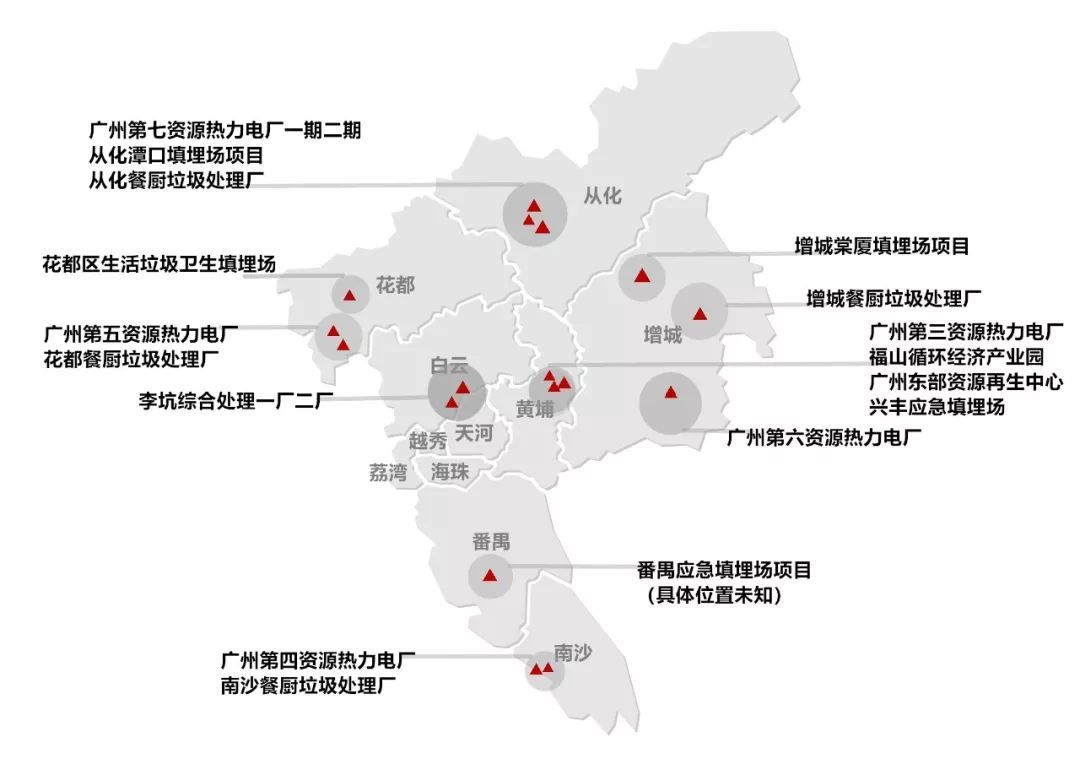 广州第七资源热力电厂一期二期
从化潭口填埋场项目
从化餐厨垃圾处理厂
从化
花都区生活垃圾卫生填埋场
花都
增城棠厦填埋场项目
增城餐厨垃圾处理厂
广州第五资源热力电厂
花都餐厨垃圾处理厂
增城
广州第三资源热力电厂
福山循环经济产业园
广州东部资源再生中心
兴丰应急填埋场
白云
李坑综合处理一厂二厂
黄埔
广州第六资源热力电厂
越秀
天河
荔湾
海珠
番禺
番禺应急填埋场项目
（具体位置未知）
南沙
广州第四资源热力电厂
南沙餐厨垃圾处理厂